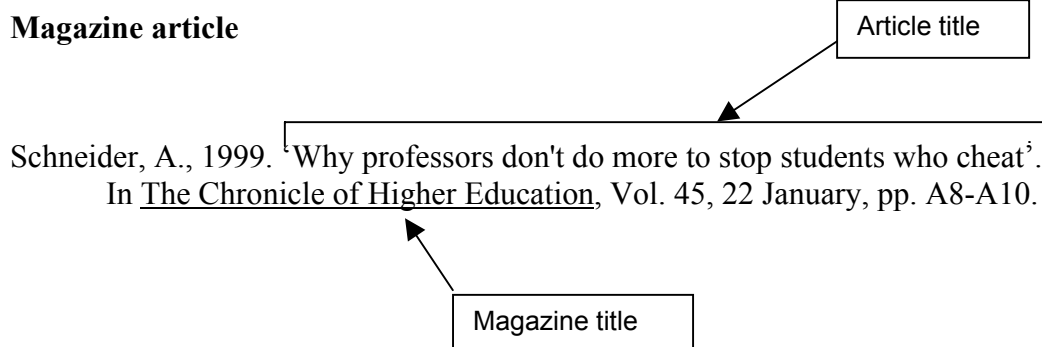 Magazine article
Article title
Schneider, A., 1999. ‘Why professors don't do more to stop students who cheat’.
In The Chronicle of Higher Education, Vol. 45, 22 January, pp. A8-A10.
Magazine title